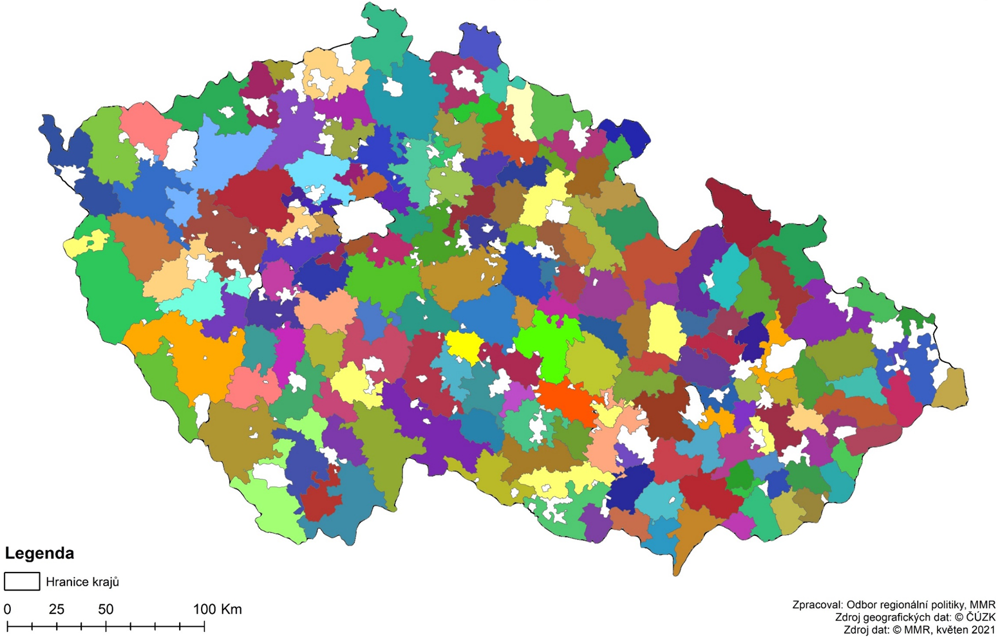 Legenda
Hranice krajů
0 25 50 100 Km
Zpracoval: Odbor regionální politiky, MMR
Zdroj geografických dat: © ČÚZK
Zdroj dat: © MMR, květen 2021